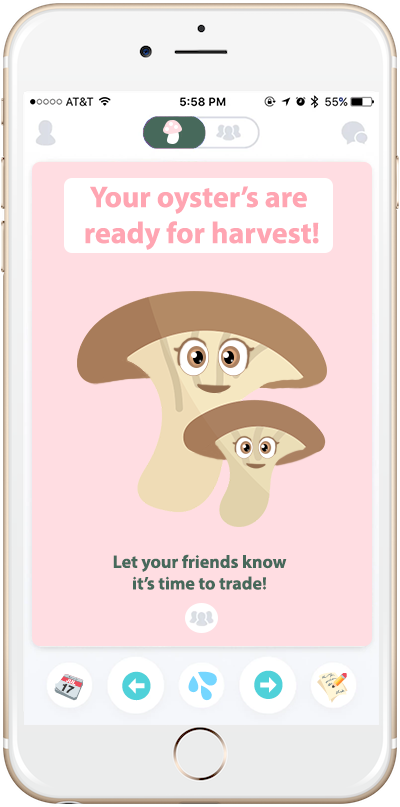 AT&T 5:58 PM 55%
Your oyster's are
ready for harvest!
Let your friends know
it's time to trade!
17